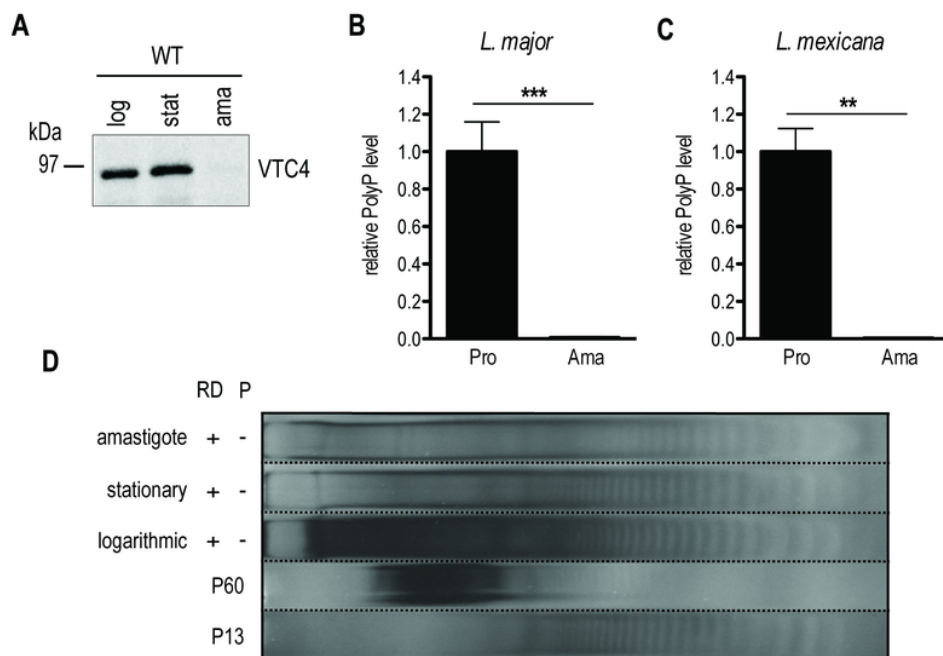 A
WT
log stat ama
kDa
97
VTC4
B
L. major
***
relative PolyP level
1.4
1.2
1.0
0.8
0.6
0.4
0.2
0.0
Pro Ama
C
L. mexicana
**
relative PolyP level
1.4
1.2
1.0
0.8
0.6
0.4
0.2
0.0
Pro Ama
D
RD P
amastigote + -
stationary + -
logarithmic + -
P60
P13